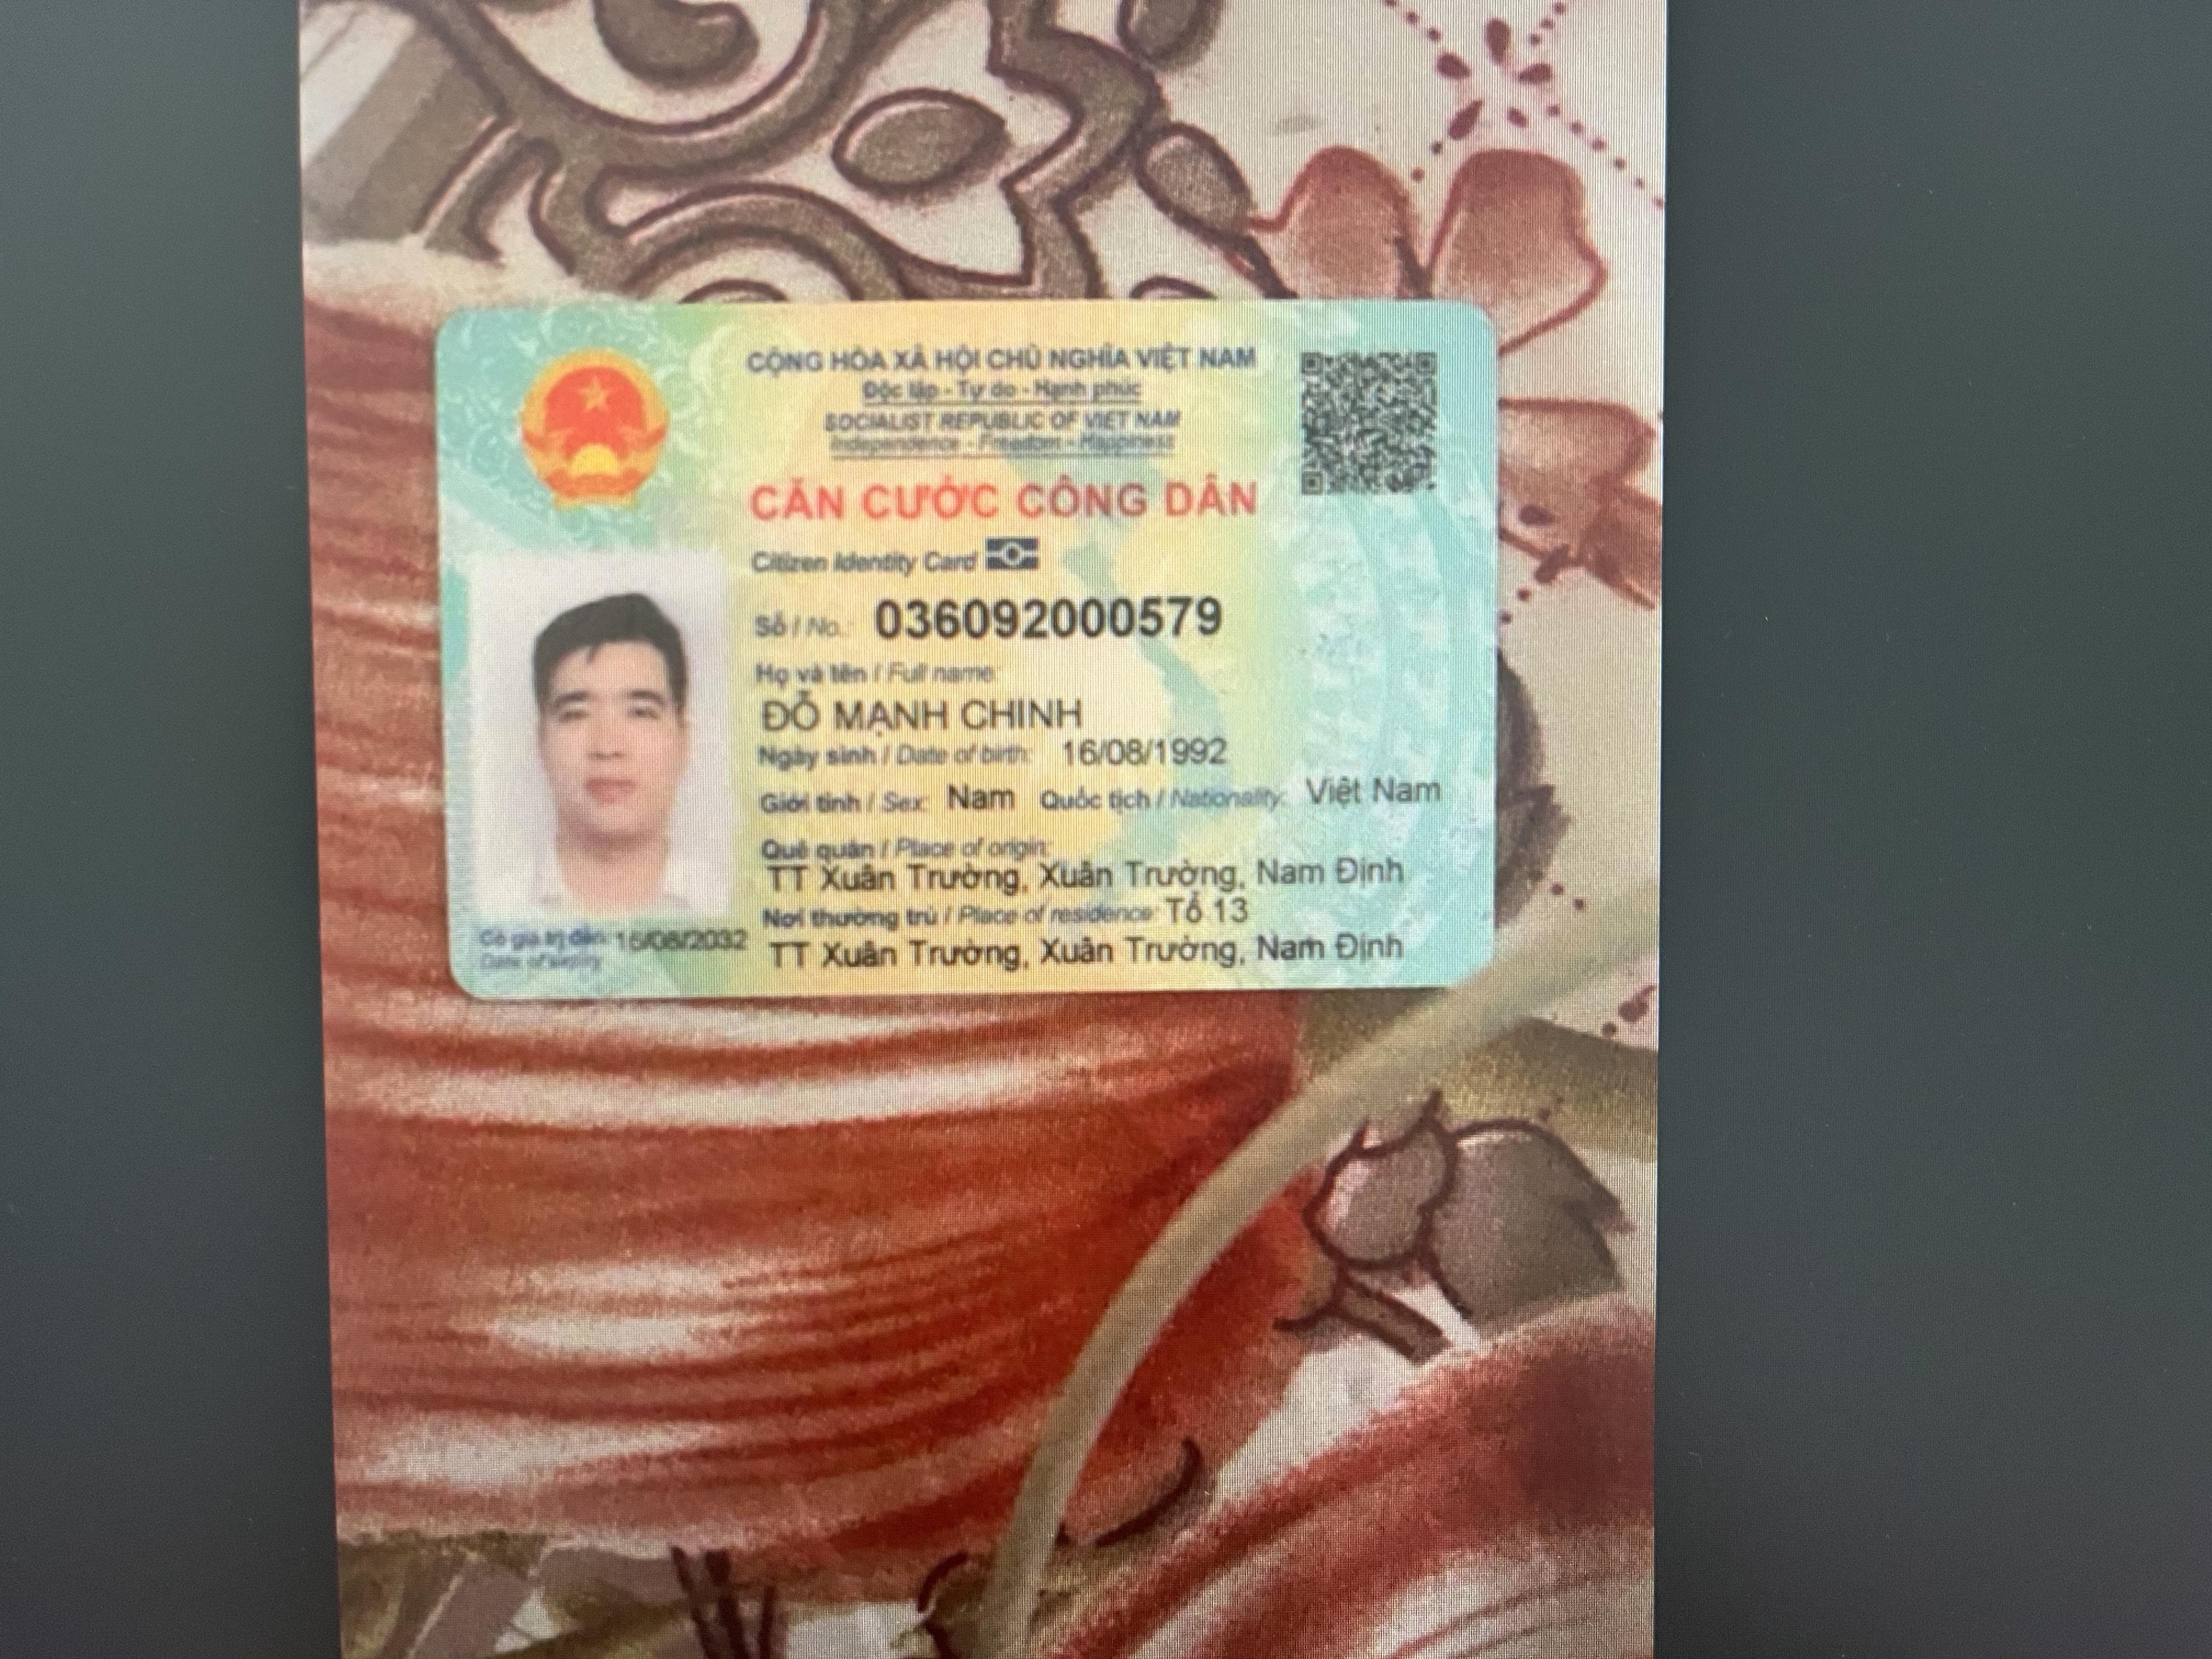 CỘNG HÒA XÃ HỘI CHỦ NGHĨA VIỆT NAM
Độc lập - Tự do - Hạnh phúc
SOCIALIST REPUBLIC OF VIET NAM
Independence - Freedom - Happiness
CĂN CƯỚC CÔNG DÂN
Citizen Identity Card
Số / No.: 036092000579
Họ và tên / Full name:
ĐỖ MẠNH CHINH
Ngày sinh / Date of birth: 16/08/1992
Giới tính / Sex: Nam Quốc tịch / Nationality: Việt Nam
Quê quán / Place of origin:
TT Xuân Trường, Xuân Trường, Nam Định
Nơi thường trú / Place of residence: Tổ 13
TT Xuân Trường, Xuân Trường, Nam Định
Có giá trị đến: 16/08/2032
Date of expiry